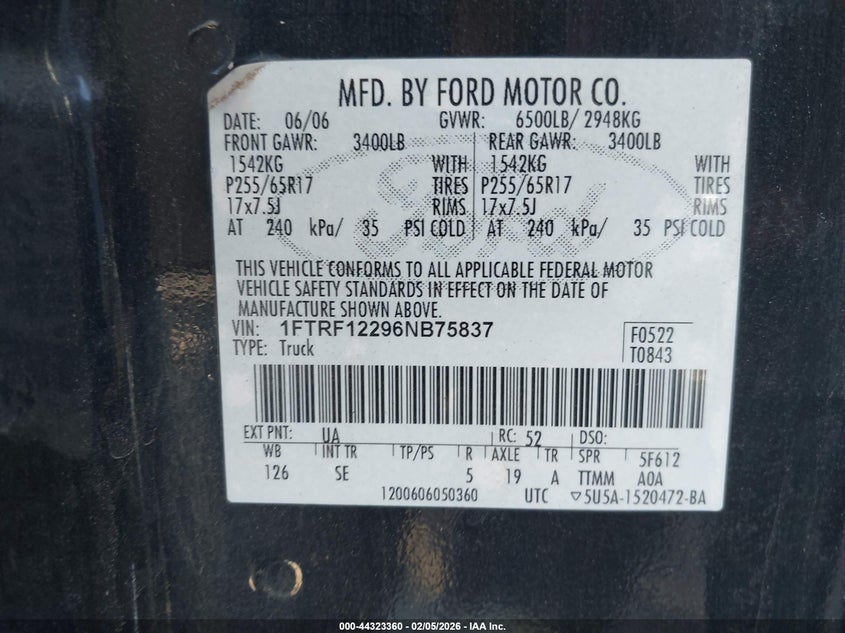 MFD. BY FORD MOTOR CO.
DATE: 06/06 GVWR: 6500LB/ 2948KG
FRONT GAWR: 3400LB REAR GAWR: 3400LB
1542KG WITH 1542KG WITH
P255/65R17 TIRES P255/65R17 TIRES
17x7.5J RIMS 17x7.5J RIMS
AT 240 kPa/ 35 PSI COLD AT 240 kPa/ 35 PSI COLD
Ford
THIS VEHICLE CONFORMS TO ALL APPLICABLE FEDERAL MOTOR
VEHICLE SAFETY STANDARDS IN EFFECT ON THE DATE OF
MANUFACTURE SHOWN ABOVE.
VIN: 1FTRF12296NB75837 F0522
TYPE: Truck T0843
EXT PNT: UA RC: 52 DSO:
WB INT TR TP/PS R AXLE TR SPR 5F612
126 SE 5 19 A TTMM AOA
1200606050360 UTC ▽5U5A-1520472-BA
000-44323360 - 02/05/2026 - IAA Inc.